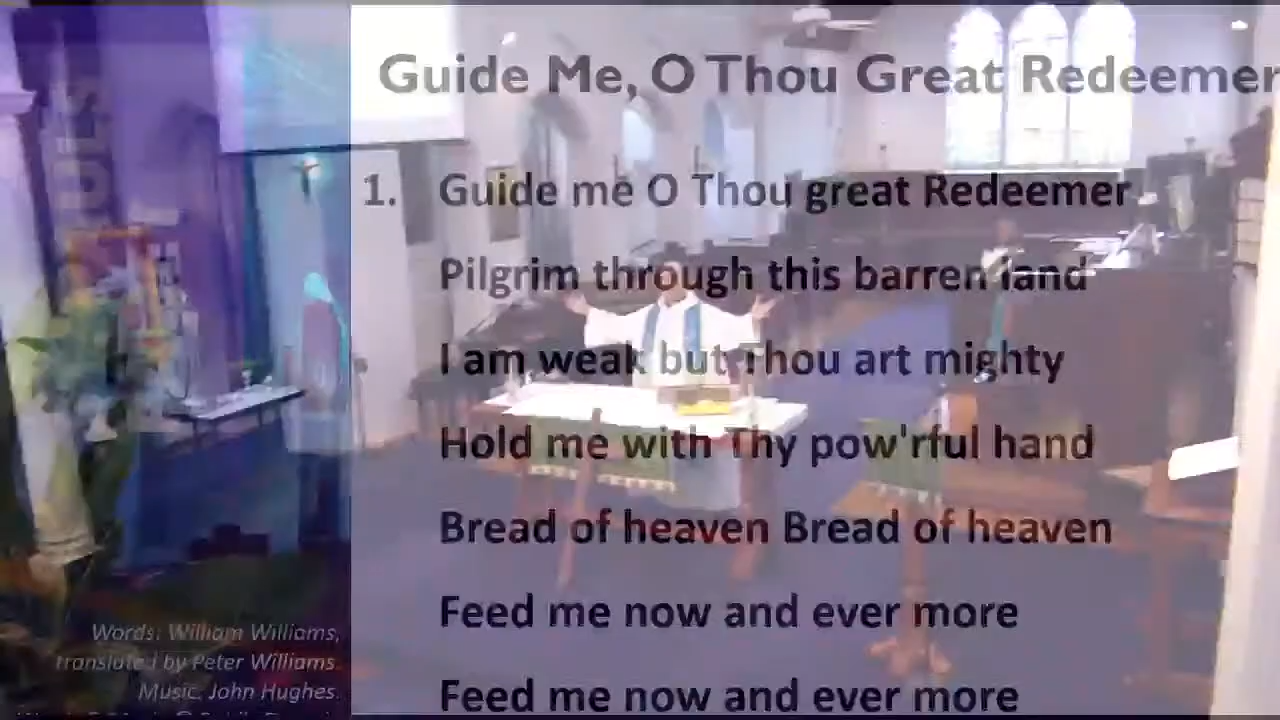 Guide Me, O Thou Great Redeemer
1. Guide me O Thou great Redeemer
Pilgrim through this barren land
I am weak but Thou art mighty
Hold me with Thy pow'rful hand
Bread of heaven Bread of heaven
Feed me now and ever more
Feed me now and ever more
Words: William Williams,
translated by Peter Williams.
Music: John Hughes.